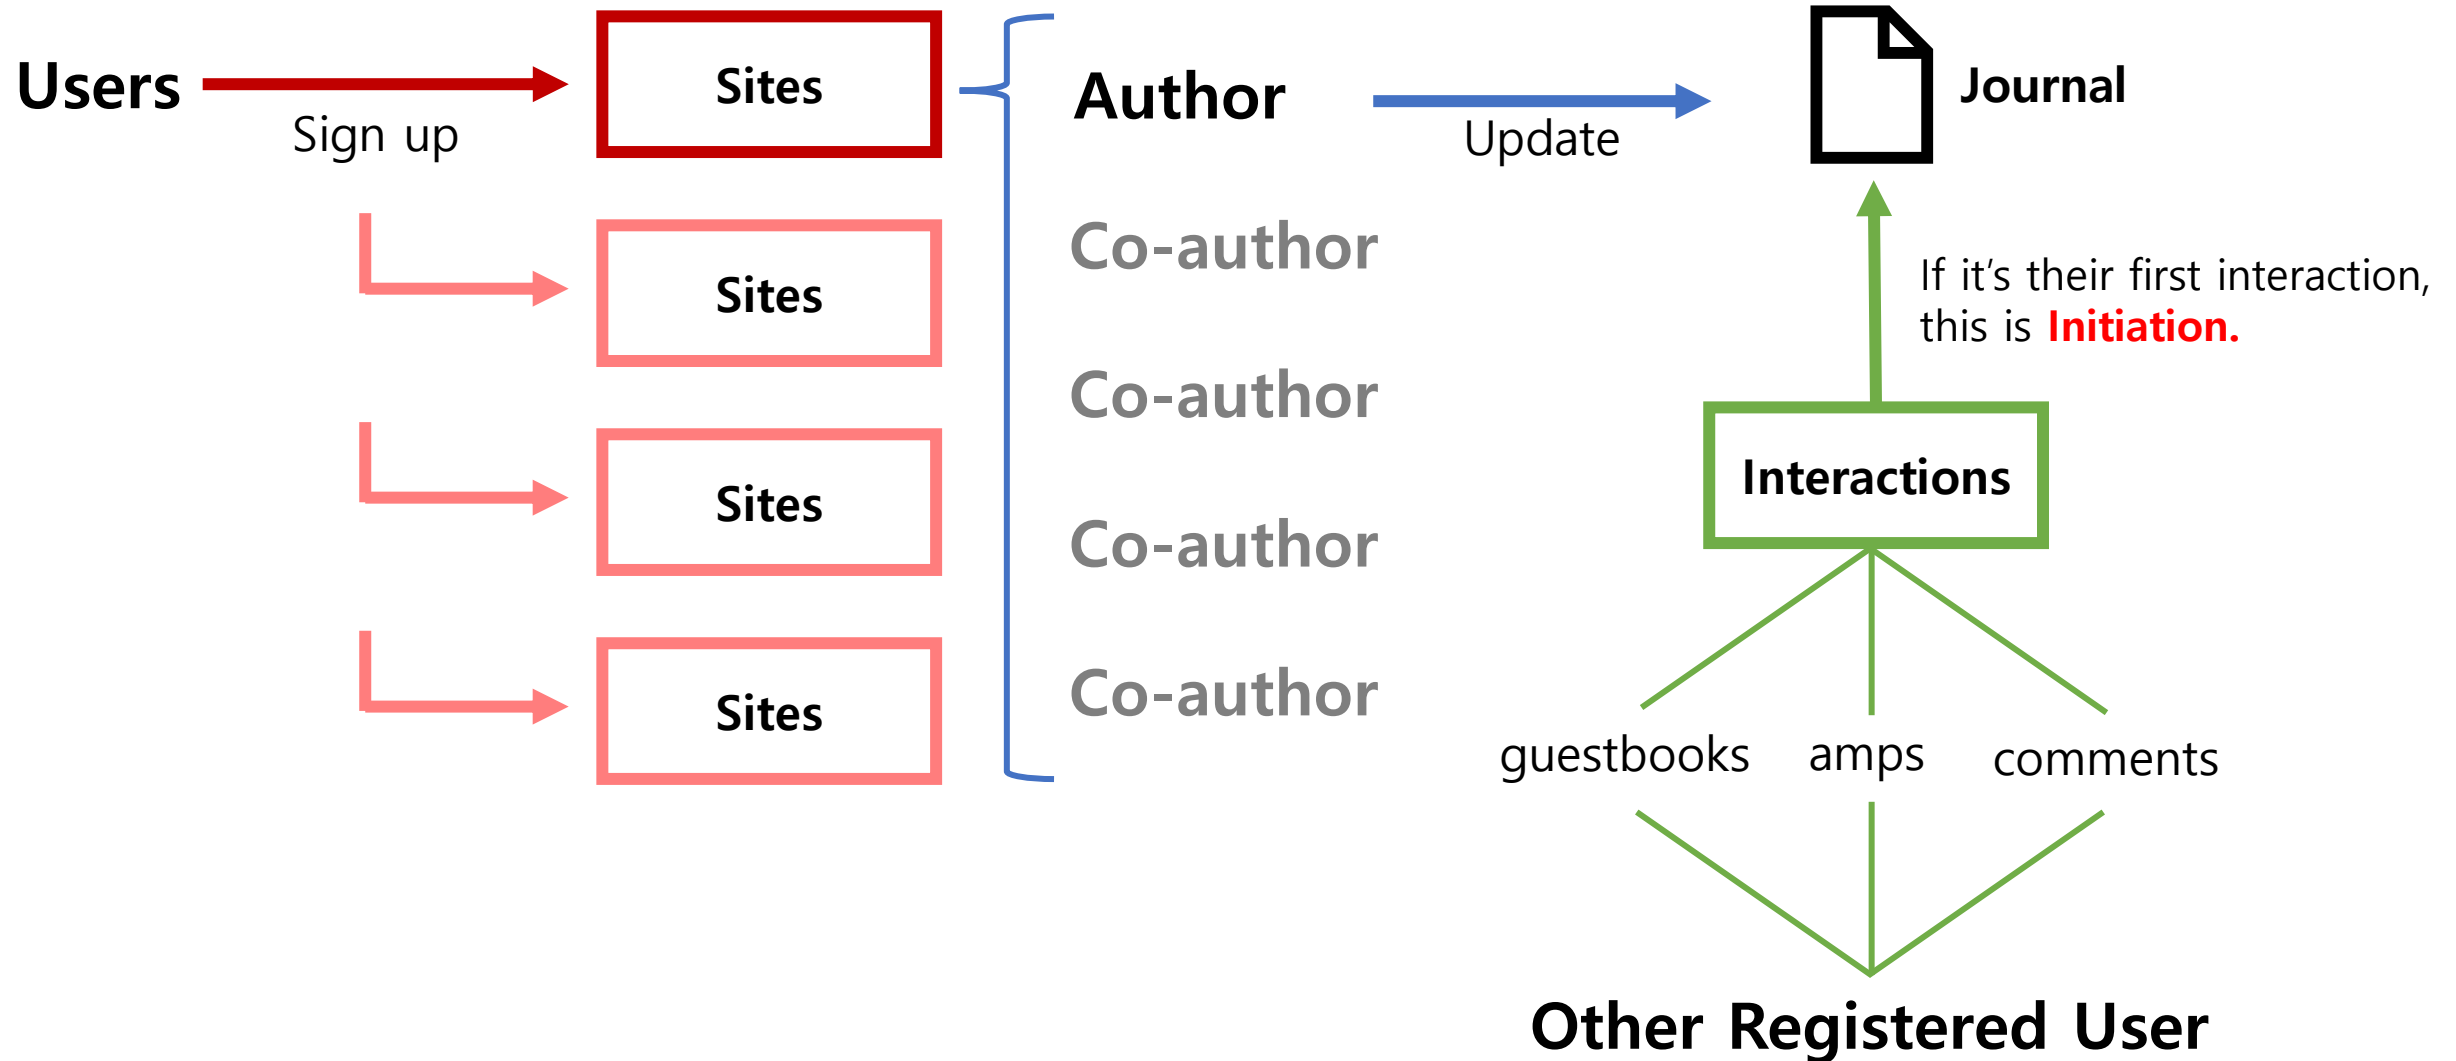 Users
Sign up
Sites
Sites
Sites
Sites
Author
Co-author
Co-author
Co-author
Co-author
Update
Journal
If it's their first interaction,
this is Initiation.
Interactions
guestbooks
amps
comments
Other Registered User